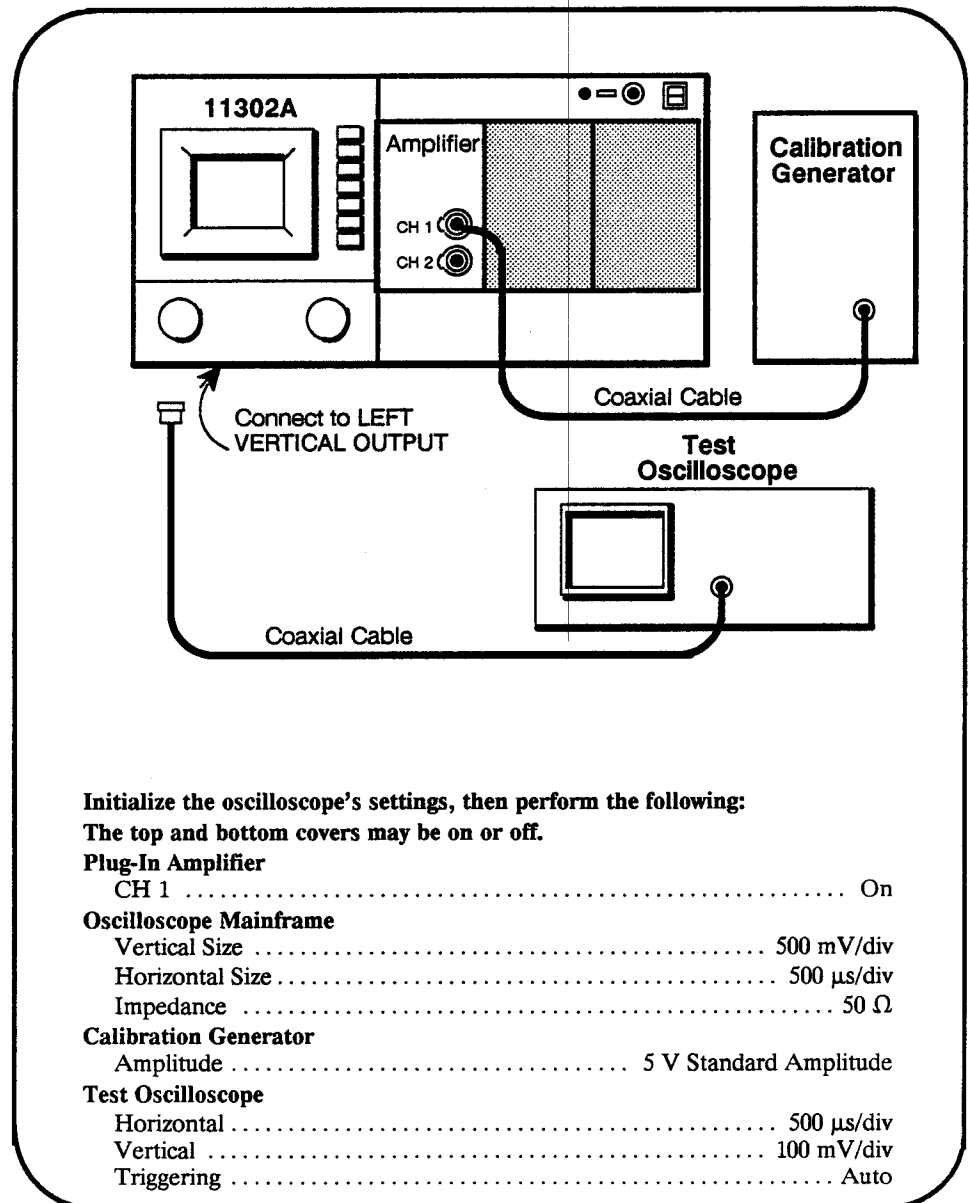 11302A
Amplifier
CH 1
CH 2
Calibration
Generator
Coaxial Cable
Connect to LEFT
VERTICAL OUTPUT
Test
Oscilloscope
Coaxial Cable
Initialize the oscilloscope's settings, then perform the following:
The top and bottom covers may be on or off.
Plug-In Amplifier
CH 1 ........................................................ On
Oscilloscope Mainframe
Vertical Size ........................................... 500 mV/div
Horizontal Size ......................................... 500 μs/div
Impedance .................................................. 50 Ω
Calibration Generator
Amplitude ................................. 5 V Standard Amplitude
Test Oscilloscope
Horizontal ............................................. 500 μs/div
Vertical ............................................... 100 mV/div
Triggering .................................................. Auto